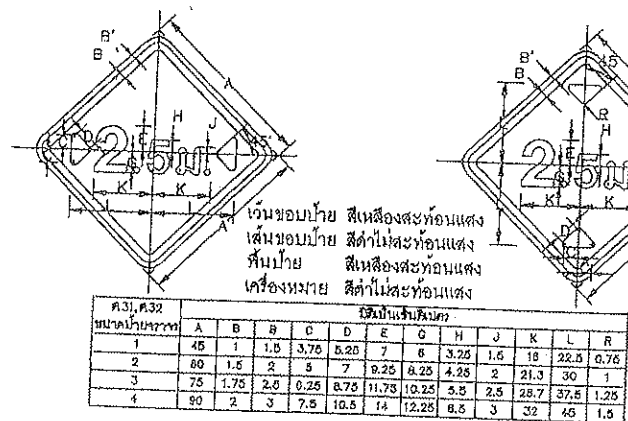 B'
B
A
H
J
45°
D
E
C
2.5ม.
G
K
K
A
B'
B
45
R
H
E
2.5ม
G
K
K
D
C
A
เว้นขอบป้าย สีเหลืองสะท้อนแสง
เส้นขอบป้าย สีดำไม่สะท้อนแสง
พื้นป้าย สีเหลืองสะท้อนแสง
เครื่องหมาย สีดำไม่สะท้อนแสง
ต.31,ต.32 มิติเป็นเซ็นติเมตร
ขนาดป้ายจราจร A B B C D E G H J K L R
1 45 1 1.5 3.75 5.25 7 6 3.25 1.5 16 22.5 0.75
2 60 1.5 2 5 7 9.25 8.25 4.25 2 21.3 30 1
3 75 1.75 2.5 6.25 8.75 11.75 10.25 5.5 2.5 26.7 37.5 1.25
4 90 2 3 7.5 10.5 14 12.25 6.5 3 32 45 1.5